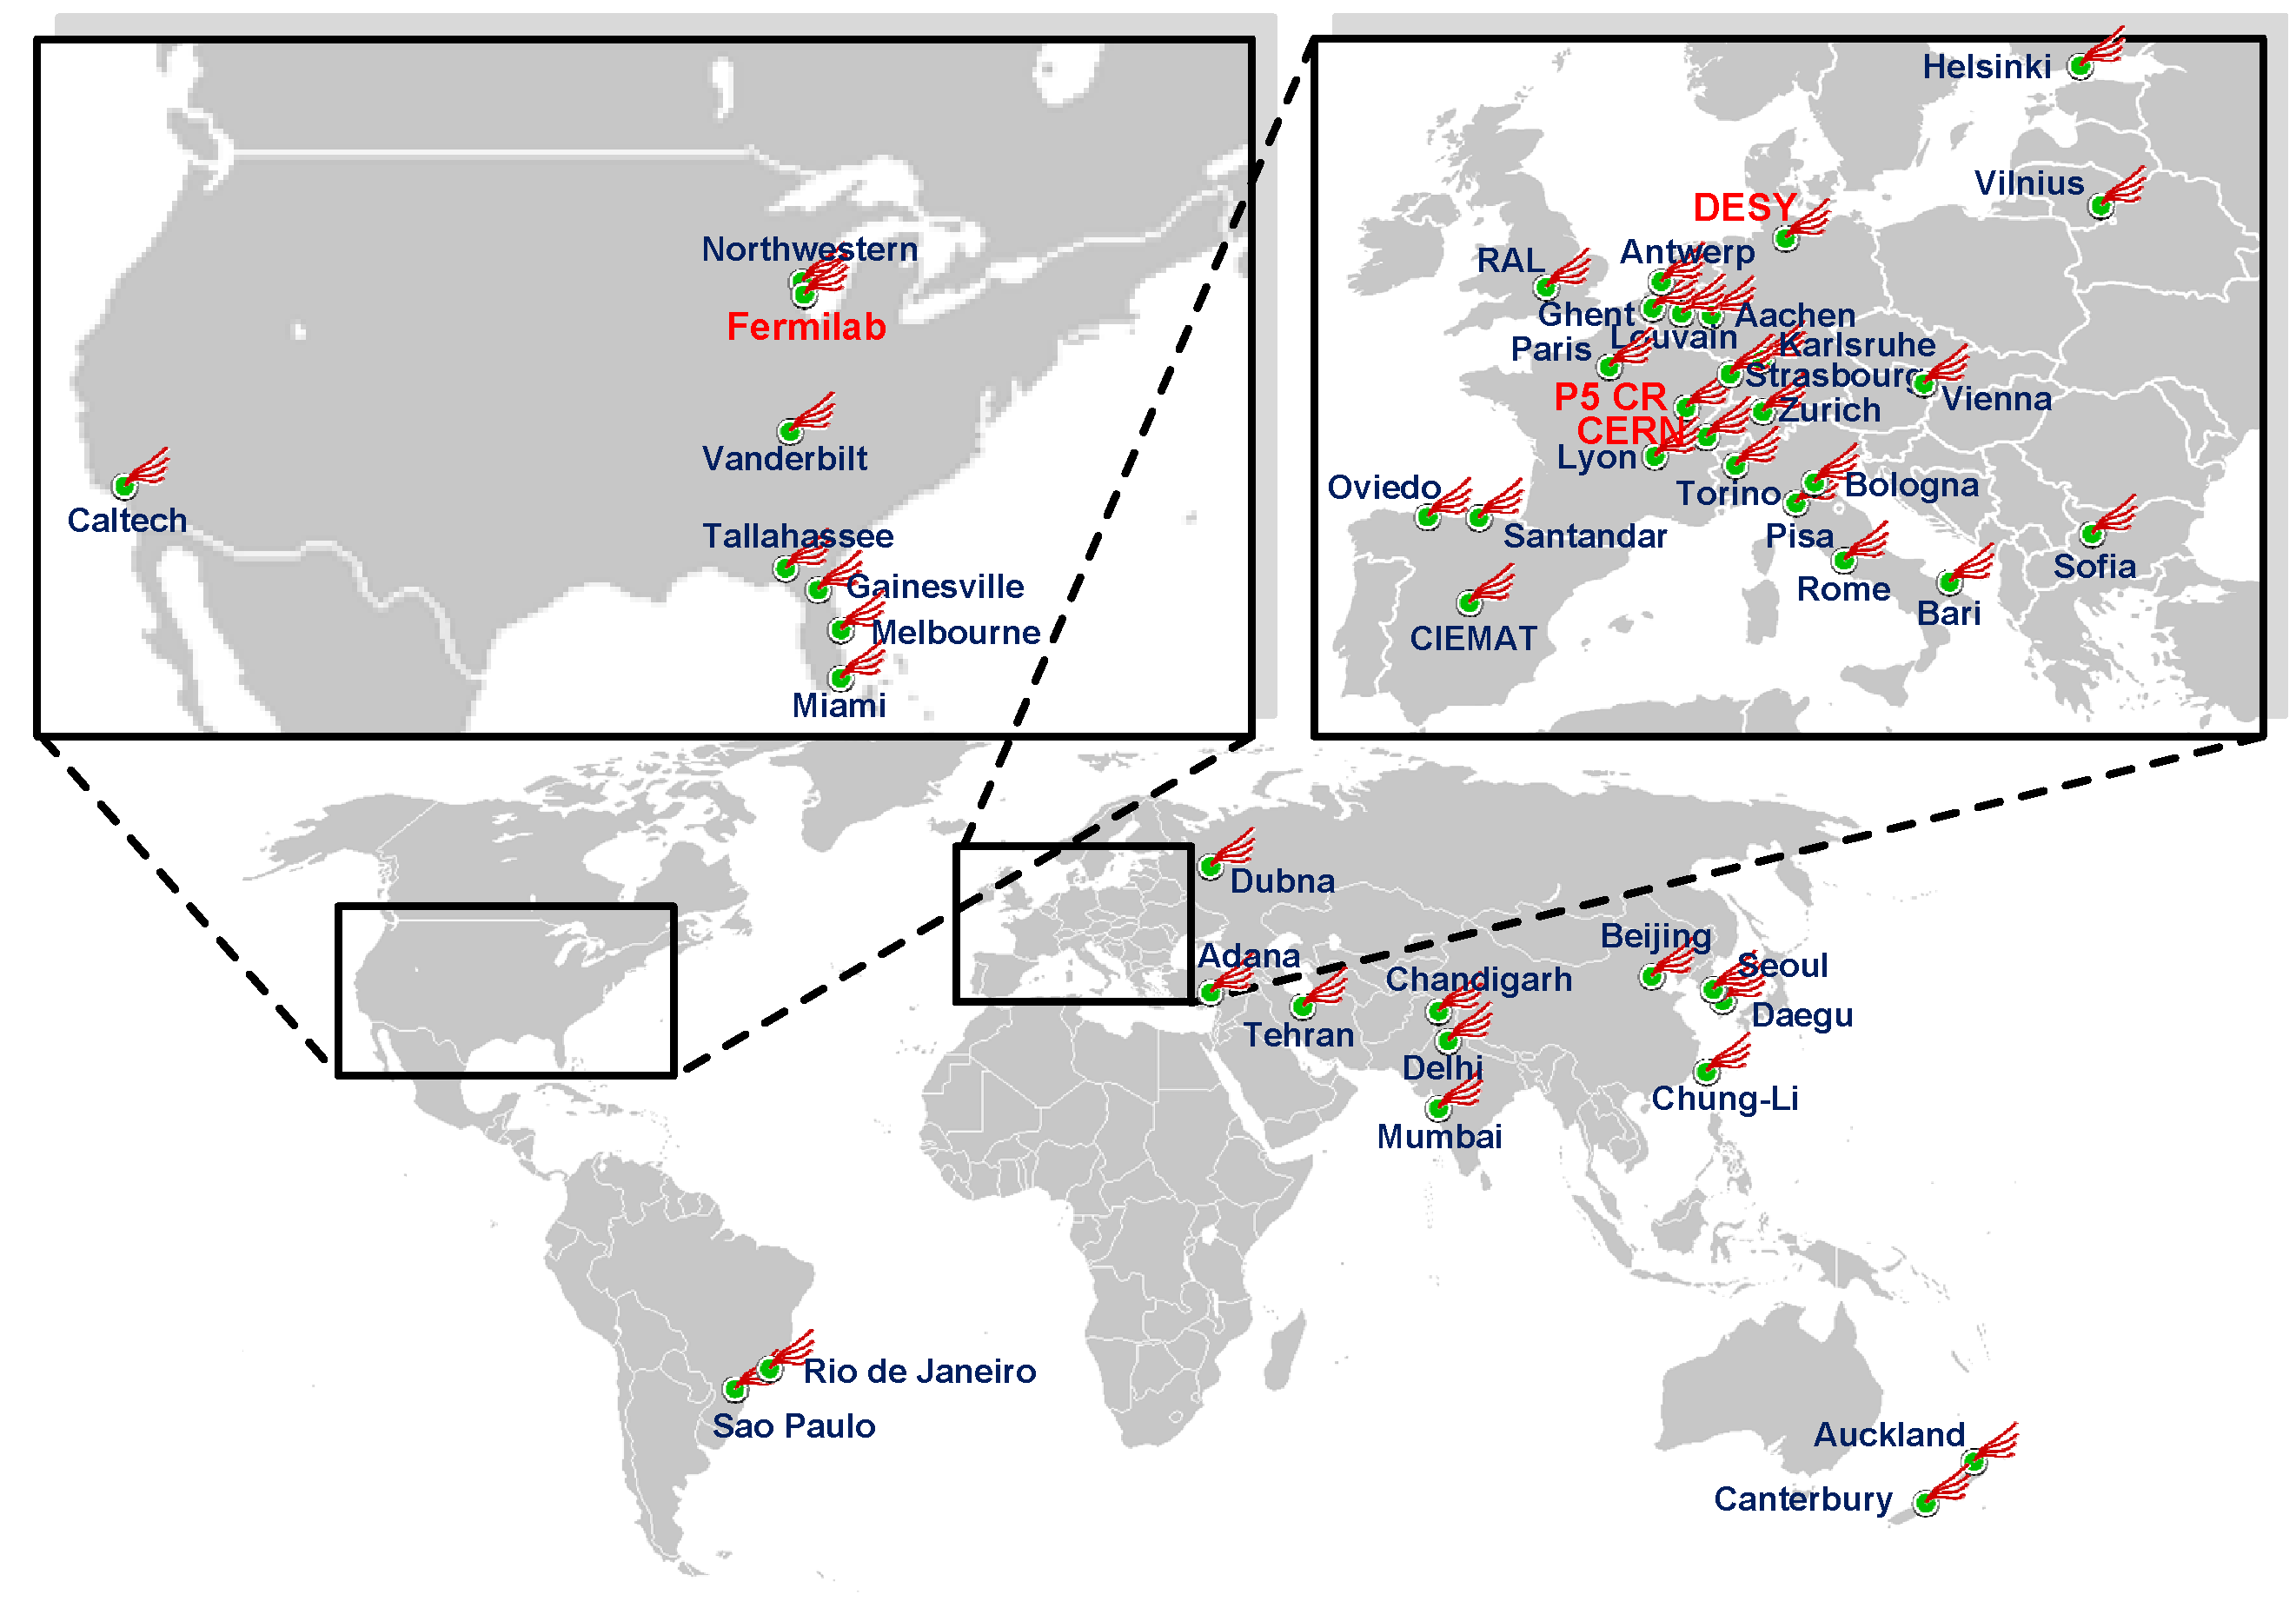 Northwestern
Fermilab
Vanderbilt
Caltech
Tallahassee
Gainesville
Melbourne
Miami
Helsinki
Vilnius
DESY
Antwerp
RAL
Ghent
Aachen
Louvain
Karlsruhe
Paris
Strasbourg
P5 CR
Vienna
Zurich
CERN
Lyon
Oviedo
Torino
Bologna
Santandar
Pisa
Sofia
Rome
Bari
CIEMAT
Dubna
Beijing
Adana
Seoul
Chandigarh
Daegu
Tehran
Delhi
Chung-Li
Mumbai
Rio de Janeiro
Sao Paulo
Auckland
Canterbury